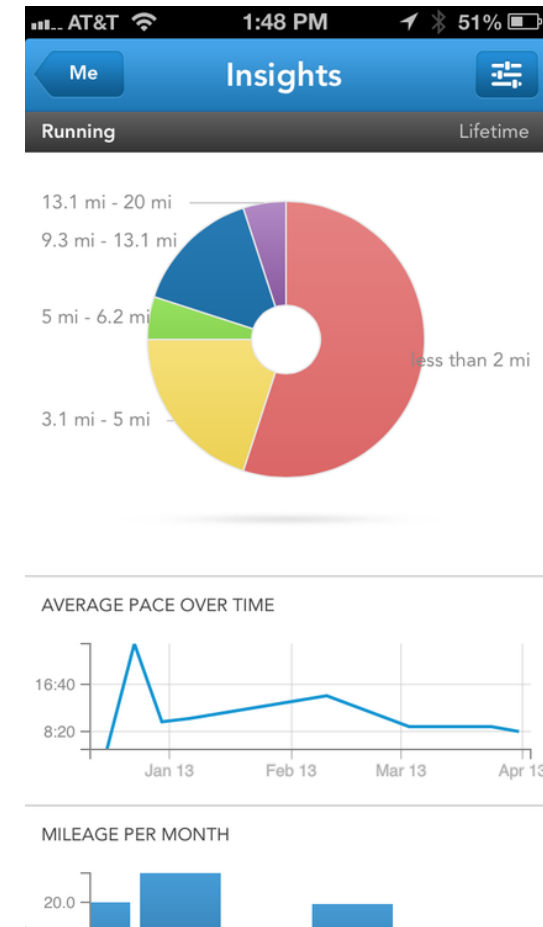 AT&T 1:48 PM 51%
Me Insights
Running Lifetime
13.1 mi - 20 mi
9.3 mi - 13.1 mi
5 mi - 6.2 mi
less than 2 mi
3.1 mi - 5 mi
AVERAGE PACE OVER TIME
16:40
8:20
Jan 13 Feb 13 Mar 13 Apr 13
MILEAGE PER MONTH
20.0